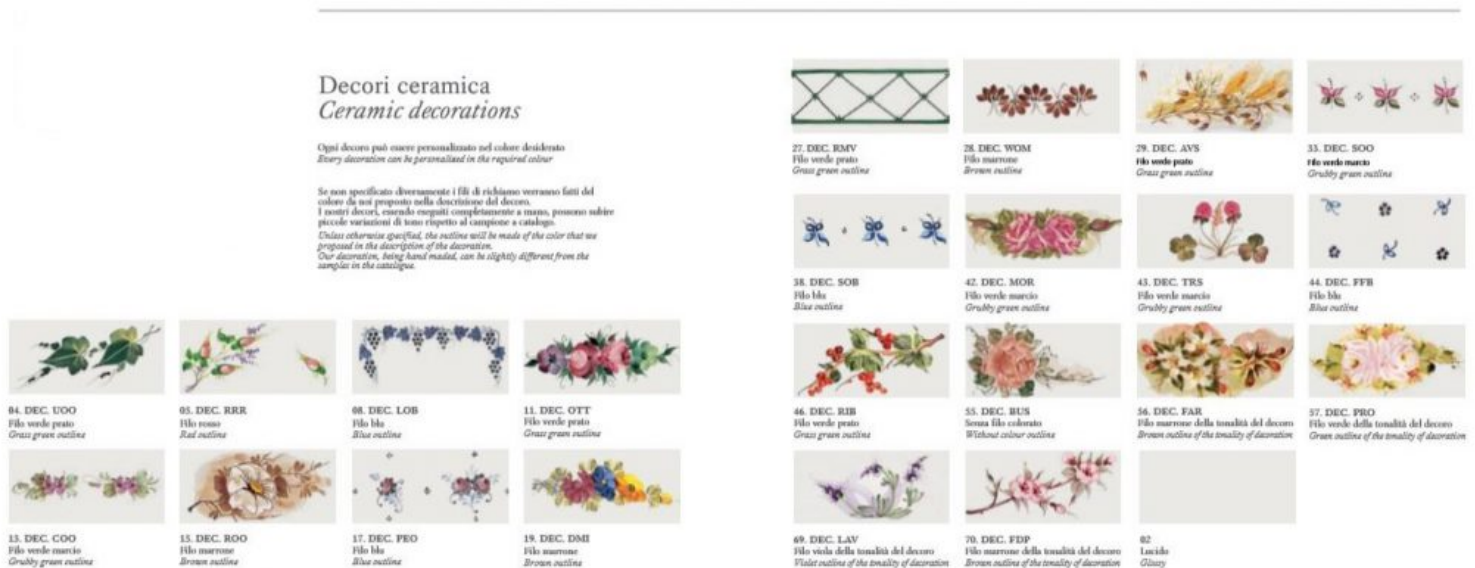 Decori ceramica
Ceramic decorations
Ogni decoro può essere personalizzato nel colore desiderato
Every decoration can be personalized in the required colour
Se non specificato diversamente i fili di richiamo verranno fatti del
colore da noi proposto nella descrizione del decoro.
I nostri decori, essendo eseguiti completamente a mano, possono subire
piccole variazioni di tono rispetto al campione a catalogo.
Unless otherwise specified, the outline will be made of the color that we
proposed in the description of the decoration.
Our decoration, being hand maded, can be slightly different from the
samples in the catalogue.
04. DEC. UOO
Filo verde prato
Grass green outline
05. DEC. RRR
Filo rosso
Red outline
08. DEC. LOB
Filo blu
Blue outline
11. DEC. OTT
Filo verde prato
Grass green outline
13. DEC. COO
Filo verde marcio
Grubby green outline
15. DEC. ROO
Filo marrone
Brown outline
17. DEC. PEO
Filo blu
Blue outline
19. DEC. DMI
Filo marrone
Brown outline
27. DEC. RMV
Filo verde prato
Grass green outline
28. DEC. WOM
Filo marrone
Brown outline
29. DEC. AVS
Filo verde prato
Grass green outline
33. DEC. SOO
Filo verde marcio
Grubby green outline
38. DEC. SOB
Filo blu
Blue outline
42. DEC. MOR
Filo verde marcio
Grubby green outline
43. DEC. TRS
Filo verde marcio
Grubby green outline
44. DEC. FFB
Filo blu
Blue outline
46. DEC. RIB
Filo verde prato
Grass green outline
55. DEC. BUS
Senza filo colorato
Without colour outline
56. DEC. FAR
Filo marrone della tonalità del decoro
Brown outline of the tonality of decoration
57. DEC. PRO
Filo verde della tonalità del decoro
Green outline of the tonality of decoration
69. DEC. LAV
Filo viola della tonalità del decoro
Violet outline of the tonality of decoration
70. DEC. FDP
Filo marrone della tonalità del decoro
Brown outline of the tonality of decoration
02
Lucido
Glossy